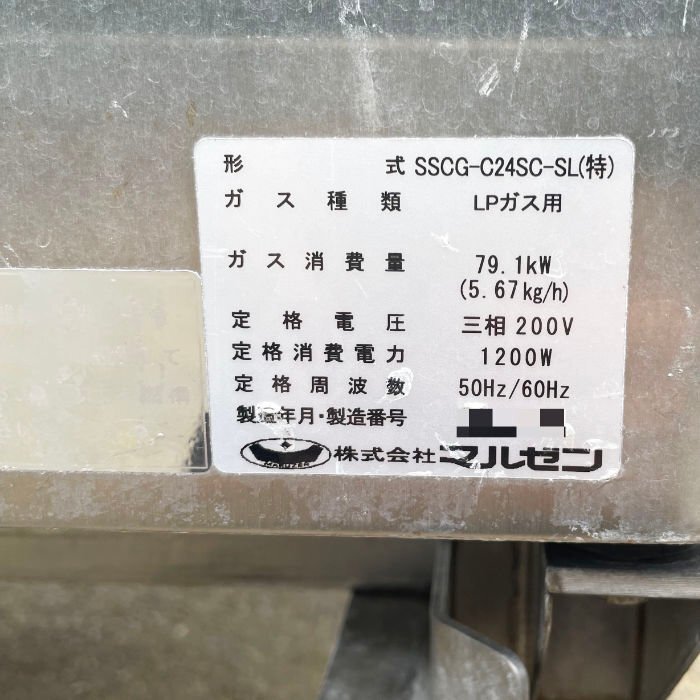 形式 SSCG-C24SC-SL(特)
ガス種類 LPガス用
ガス消費量 79.1kW
(5.67kg/h)
定格電圧 三相 200V
定格消費電力 1200W
定格周波数 50Hz/60Hz
製造年月・製造番号
MARUZEN 株式会社マルゼン